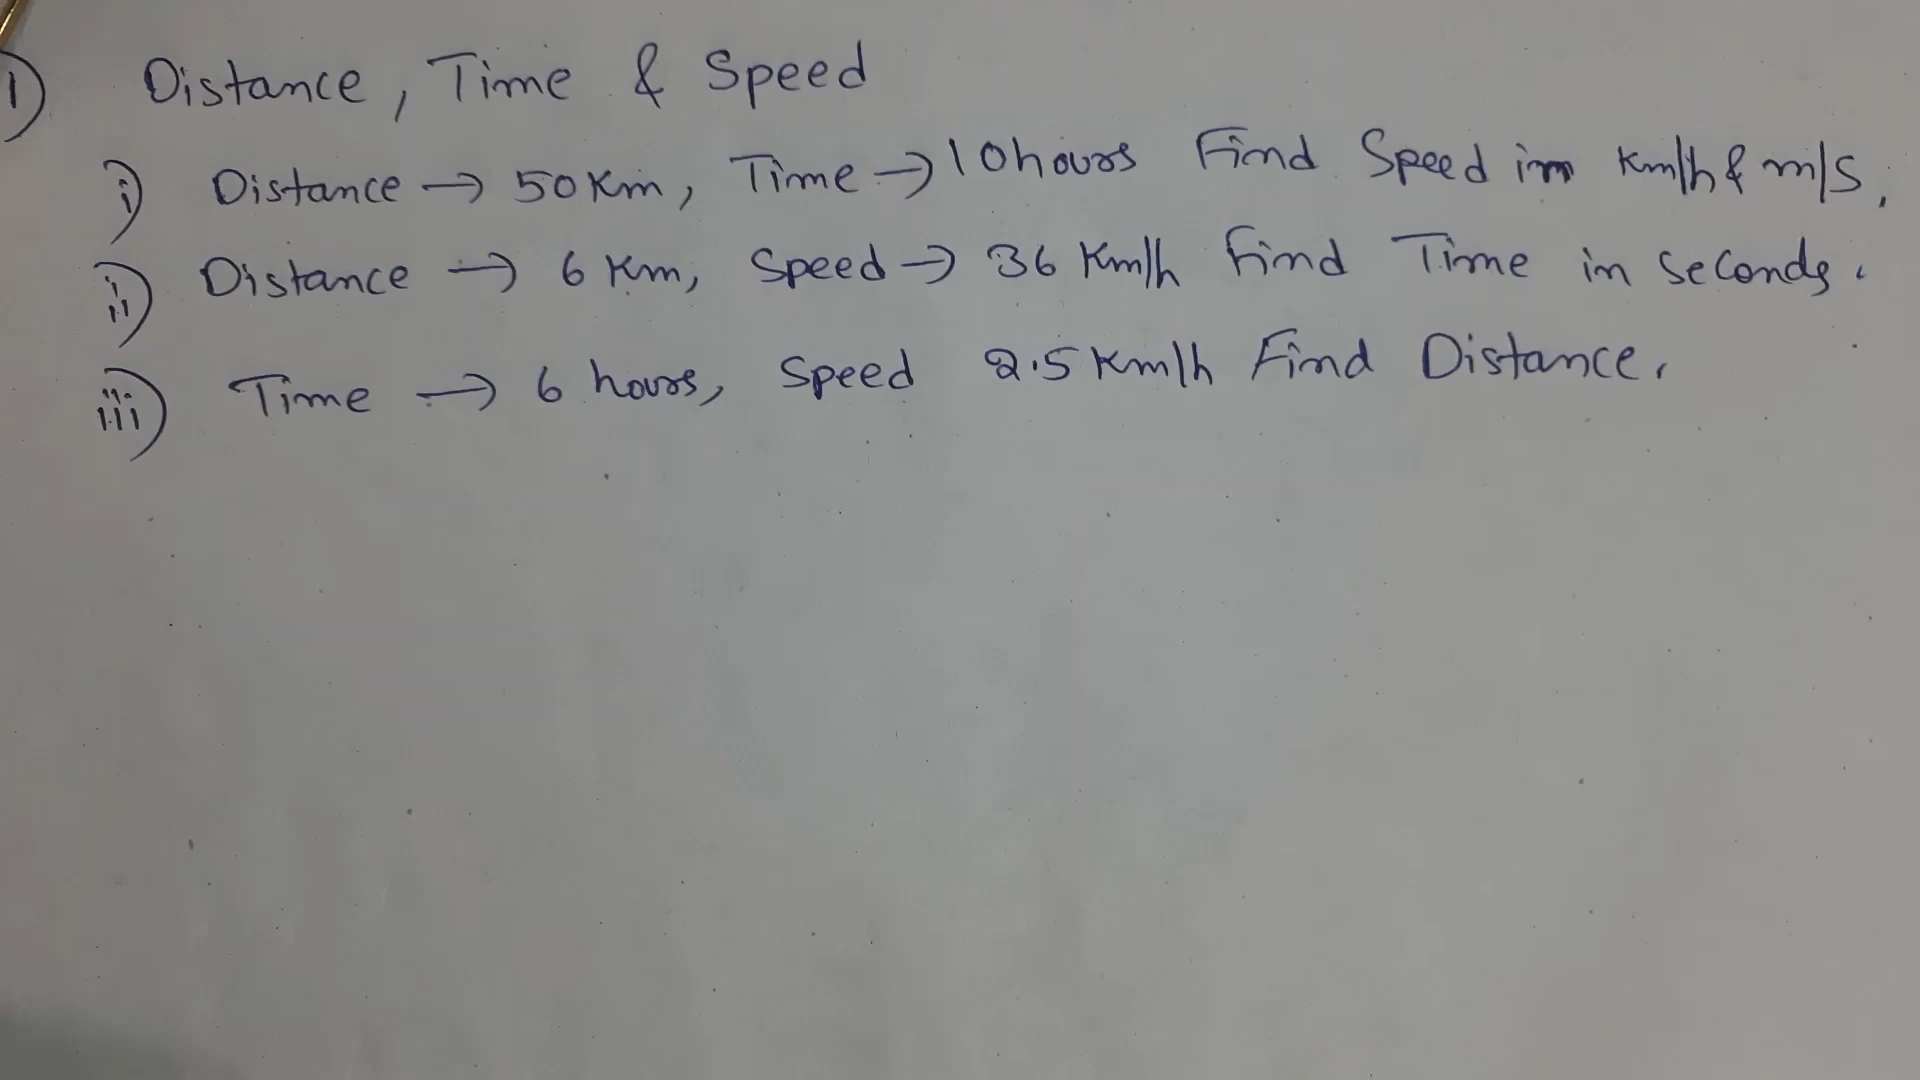 1) Distance, Time & Speed
i) Distance → 50 Km, Time → 10 hours Find Speed in Km/h & m/s.
ii) Distance → 6 Km, Speed → 36 Km/h find Time in Seconds.
iii) Time → 6 hours, Speed 2.5 Km/h Find Distance.